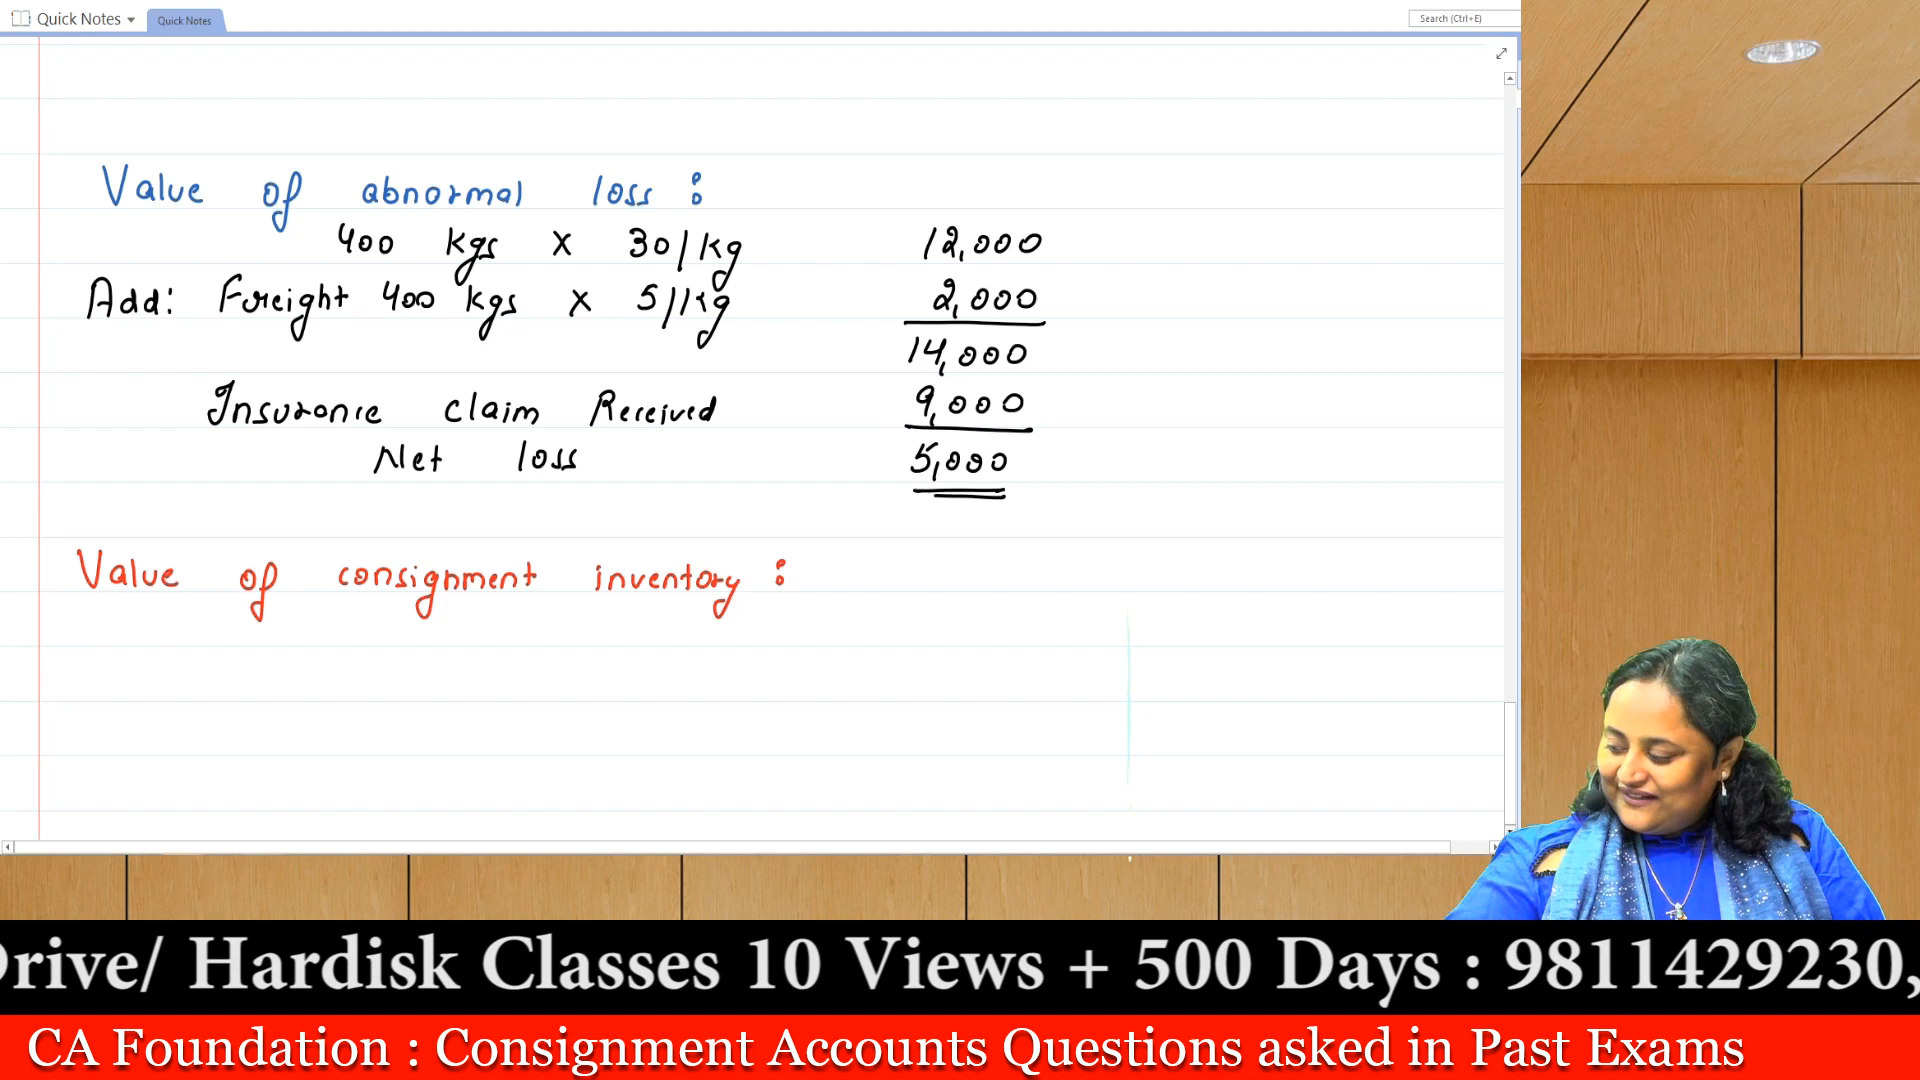 Quick Notes
Quick Notes
Search (Ctrl+E)
Value of abnormal loss :
400 kgs x 30/kg 12,000
Add: Freight 400 kgs x 5/kg 2,000
14,000
Insurance claim Received 9,000
Net loss 5,000
Value of consignment inventory :
Drive/ Hardisk Classes 10 Views + 500 Days : 9811429230,
CA Foundation : Consignment Accounts Questions asked in Past Exams